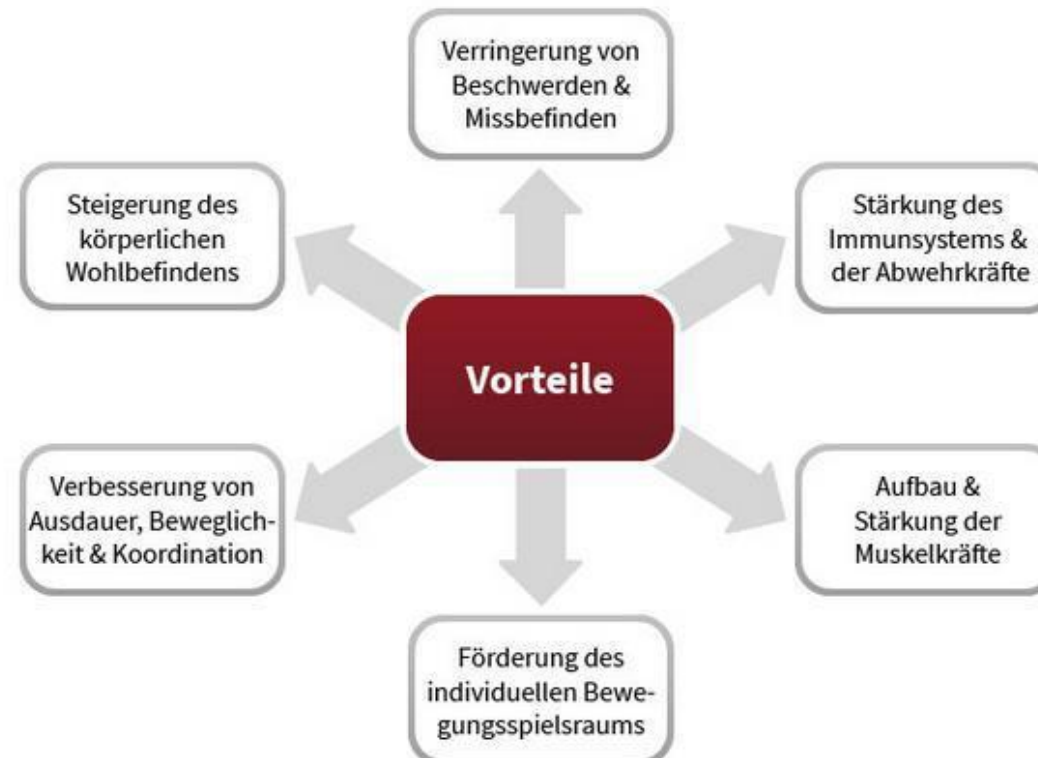 Verringerung von
Beschwerden &
Missbefinden
Steigerung des
körperlichen
Wohlbefindens
Stärkung des
Immunsystems &
der Abwehrkräfte
Vorteile
Verbesserung von
Ausdauer, Beweglich-
keit & Koordination
Aufbau &
Stärkung der
Muskelkräfte
Förderung des
individuellen Bewe-
gungsspielsraums